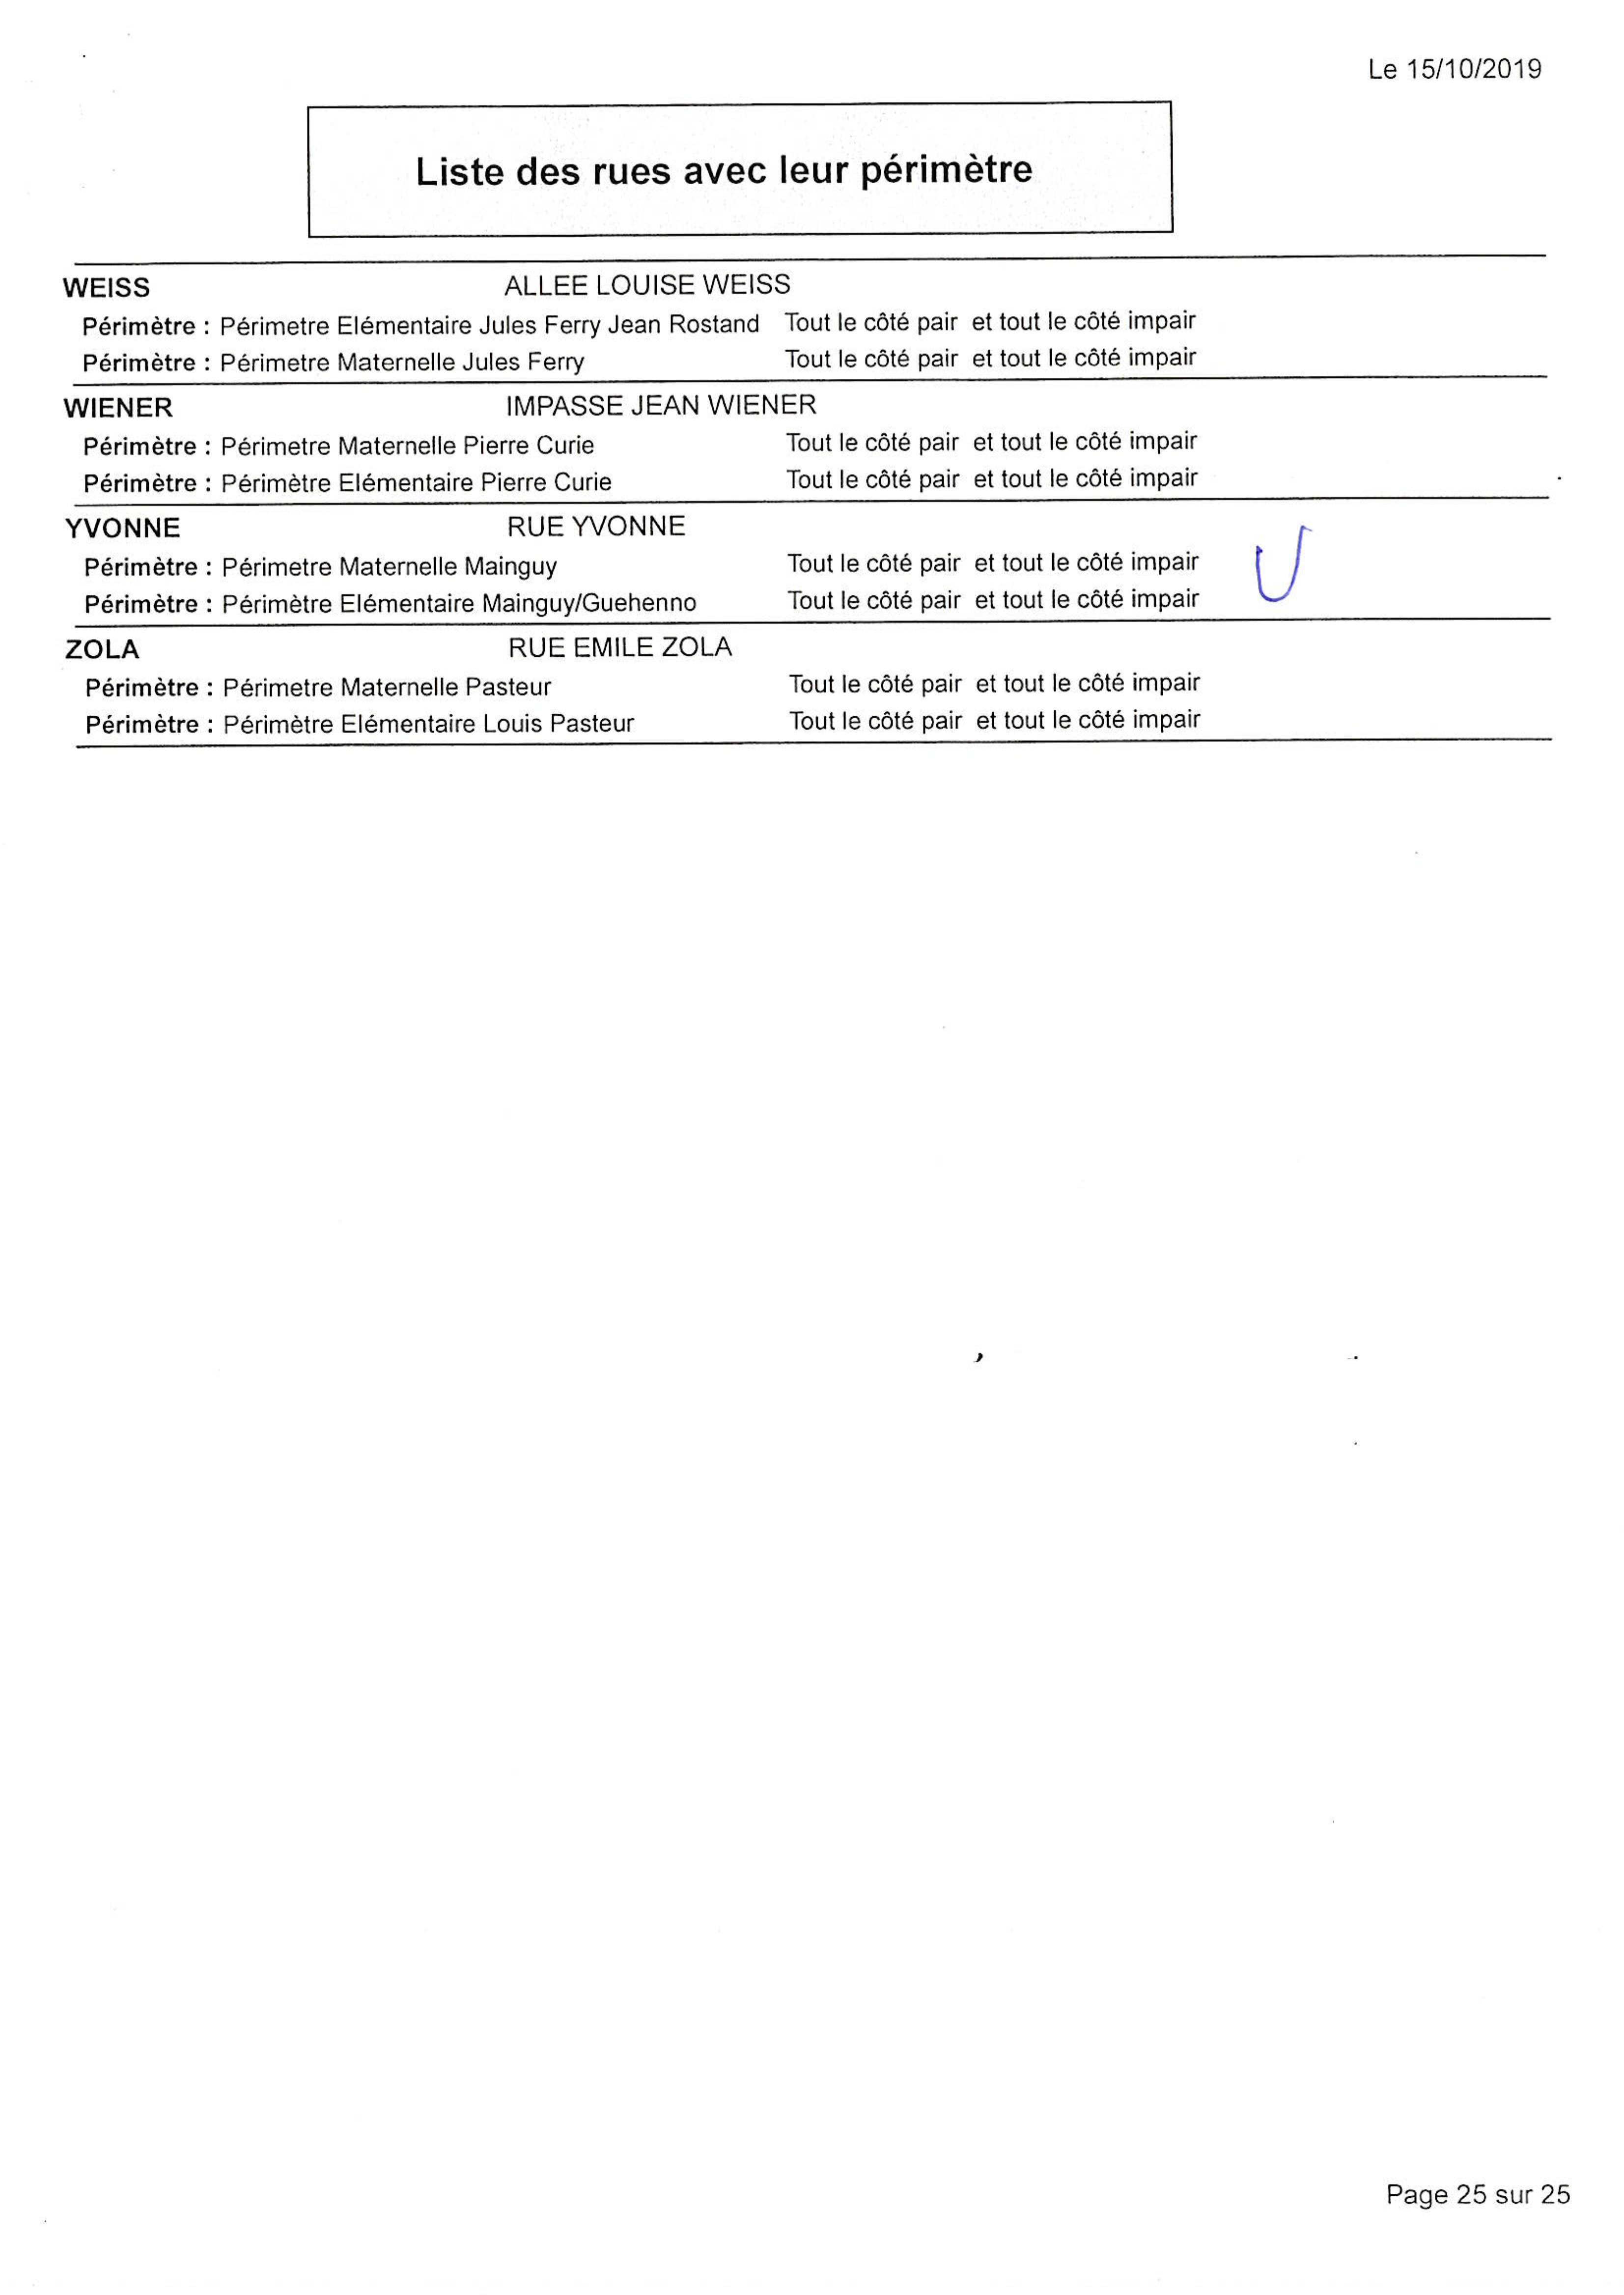 Le 15/10/2019
Liste des rues avec leur périmètre
WEISS ALLEE LOUISE WEISS
Périmètre : Périmetre Elémentaire Jules Ferry Jean Rostand Tout le côté pair et tout le côté impair
Périmètre : Périmetre Maternelle Jules Ferry Tout le côté pair et tout le côté impair
WIENER IMPASSE JEAN WIENER
Périmètre : Périmetre Maternelle Pierre Curie Tout le côté pair et tout le côté impair
Périmètre : Périmètre Elémentaire Pierre Curie Tout le côté pair et tout le côté impair
YVONNE RUE YVONNE
Périmètre : Périmetre Maternelle Mainguy Tout le côté pair et tout le côté impair
Périmètre : Périmètre Elémentaire Mainguy/Guehenno Tout le côté pair et tout le côté impair
ZOLA RUE EMILE ZOLA
Périmètre : Périmetre Maternelle Pasteur Tout le côté pair et tout le côté impair
Périmètre : Périmètre Elémentaire Louis Pasteur Tout le côté pair et tout le côté impair
Page 25 sur 25